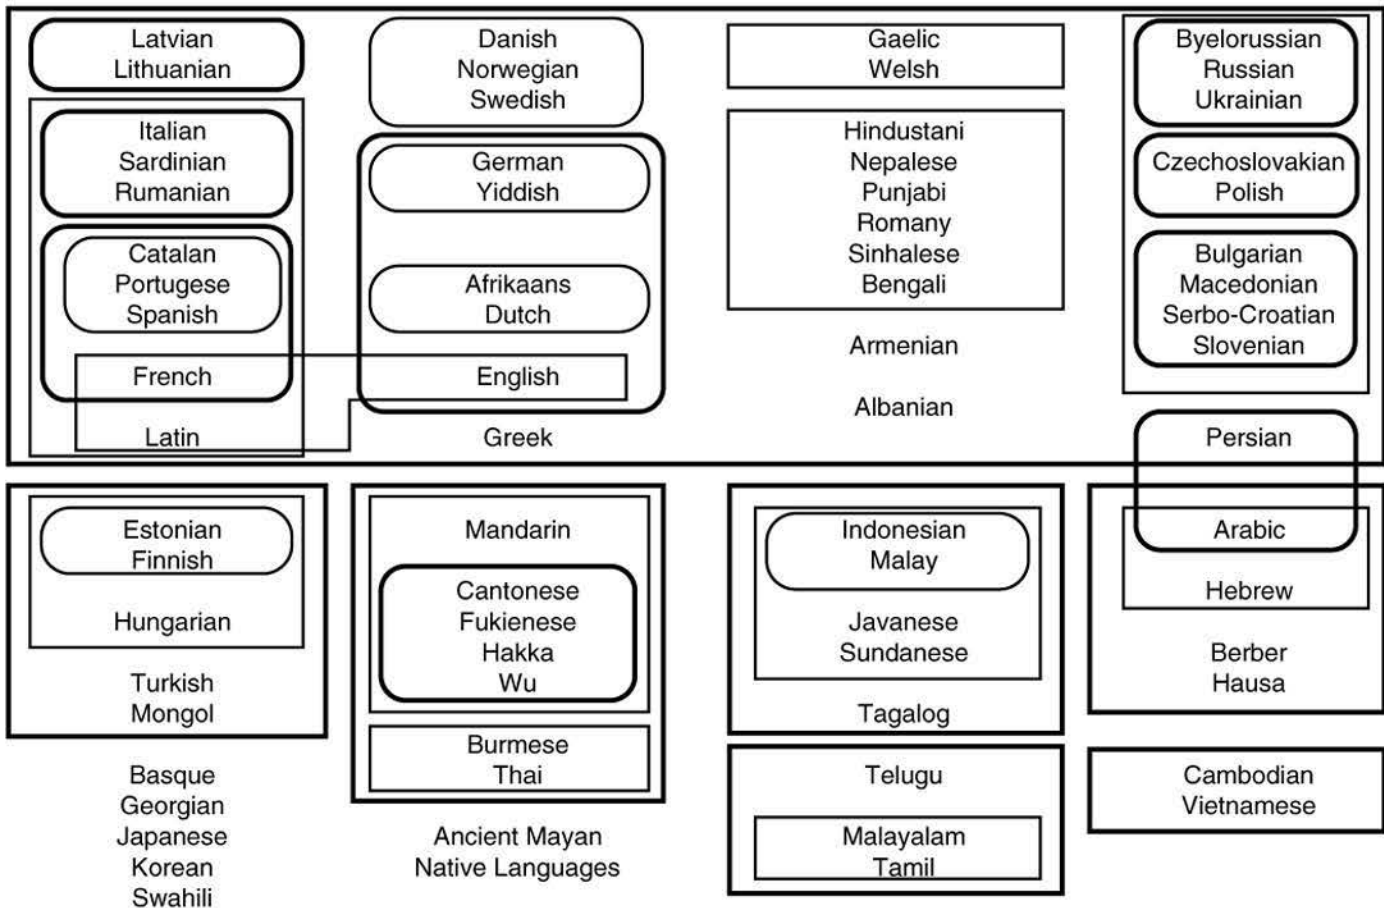 Latvian
Lithuanian
Italian
Sardinian
Rumanian
Catalan
Portugese
Spanish
French
Latin
Danish
Norwegian
Swedish
German
Yiddish
Afrikaans
Dutch
English
Greek
Gaelic
Welsh
Hindustani
Nepalese
Punjabi
Romany
Sinhalese
Bengali
Armenian
Albanian
Byelorussian
Russian
Ukrainian
Czechoslovakian
Polish
Bulgarian
Macedonian
Serbo-Croatian
Slovenian
Persian
Estonian
Finnish
Hungarian
Turkish
Mongol
Basque
Georgian
Japanese
Korean
Swahili
Mandarin
Cantonese
Fukienese
Hakka
Wu
Burmese
Thai
Ancient Mayan
Native Languages
Indonesian
Malay
Javanese
Sundanese
Tagalog
Telugu
Malayalam
Tamil
Arabic
Hebrew
Berber
Hausa
Cambodian
Vietnamese